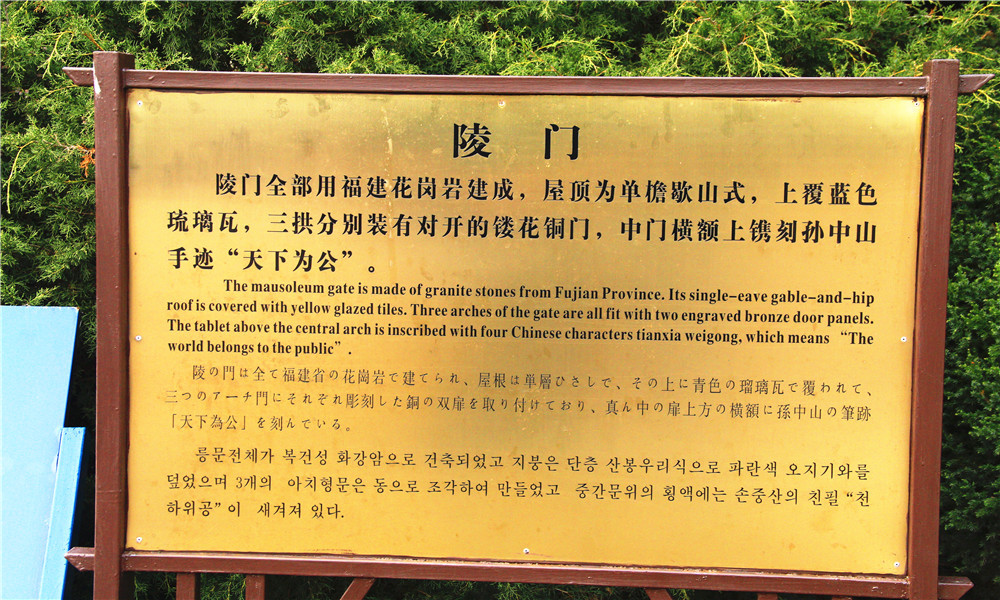 陵 门
陵门全部用福建花岗岩建成，屋顶为单檐歇山式，上覆蓝色
琉璃瓦，三拱分别装有对开的镂花铜门，中门横额上镌刻孙中山
手迹“天下为公”。
The mausoleum gate is made of granite stones from Fujian Province. Its single-eave gable-and-hip
roof is covered with yellow glazed tiles. Three arches of the gate are all fit with two engraved bronze door panels.
The tablet above the central arch is inscribed with four Chinese characters tianxia weigong, which means “The
world belongs to the public”.
陵の門は全て福建省の花崗岩で建てられ、屋根は単層ひさしで、その上に青色の瑠璃瓦で覆われて、
三つのアーチ門にそれぞれ彫刻した銅の双扉を取り付けており、真ん中の扉上方の横額に孫中山の筆跡
「天下為公」を刻んでいる。
릉문전체가 복건성 화강암으로 건축되었고 지붕은 단층 산봉우리식으로 파란색 오지기와를
덮었으며 3개의 아치형문은 동으로 조각하여 만들었고 중간문위의 횡액에는 손중산의 친필 “천
하위공”이 새겨져 있다.